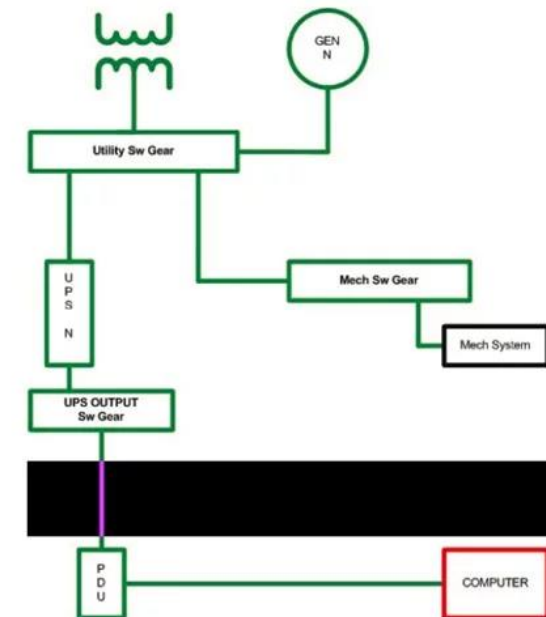 GEN
N
Utility Sw Gear
U
P
S
N
Mech Sw Gear
Mech System
UPS OUTPUT
Sw Gear
P
D
U
COMPUTER